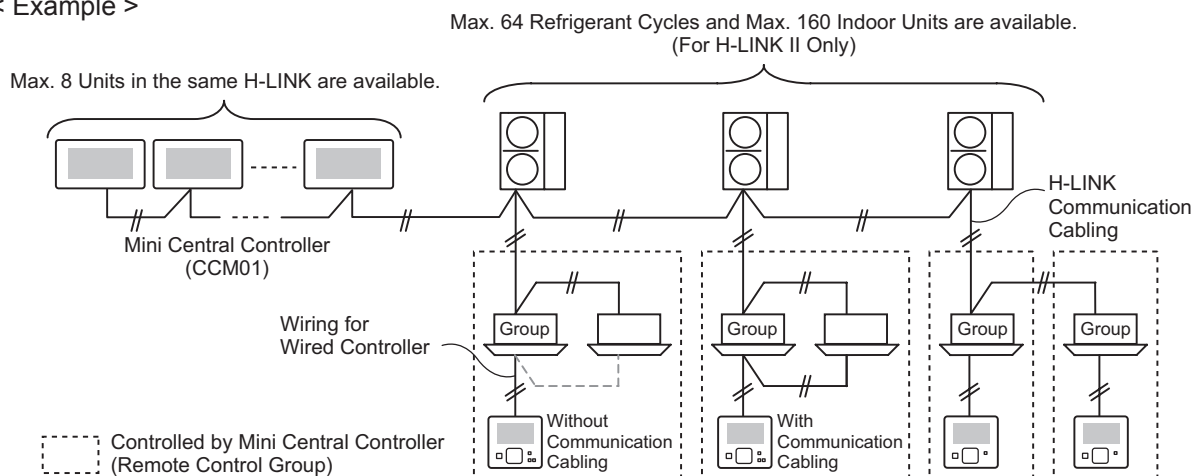 < Example >
Max. 64 Refrigerant Cycles and Max. 160 Indoor Units are available.
(For H-LINK II Only)
Max. 8 Units in the same H-LINK are available.
H-LINK
Communication
Cabling
Mini Central Controller
(CCM01)
Wiring for
Wired Controller
Group
Group
Group
Group
Without
Communication
Cabling
With
Communication
Cabling
Controlled by Mini Central Controller
(Remote Control Group)